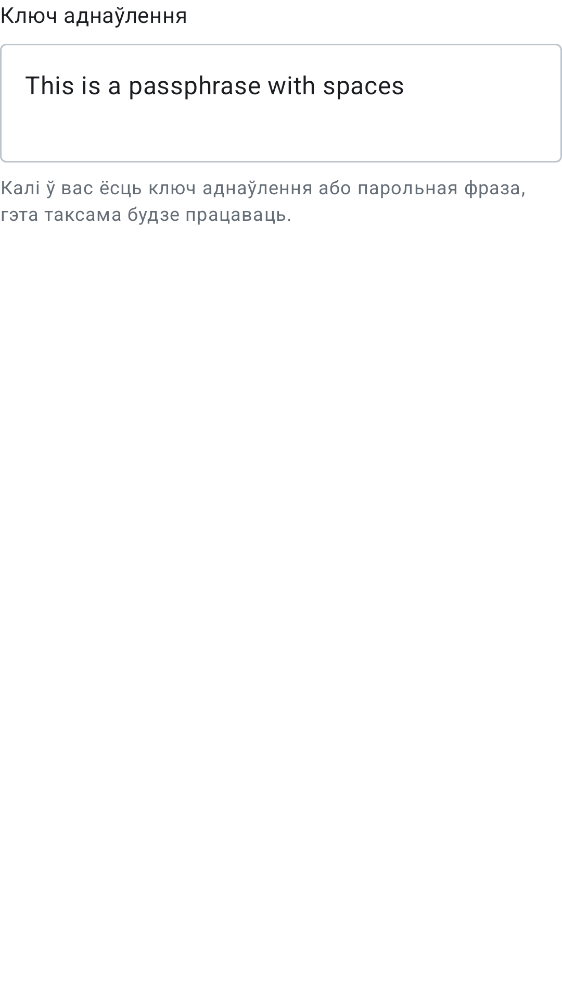 Ключ аднаўлення
This is a passphrase with spaces
Калі ў вас ёсць ключ аднаўлення або парольная фраза,
гэта таксама будзе працаваць.